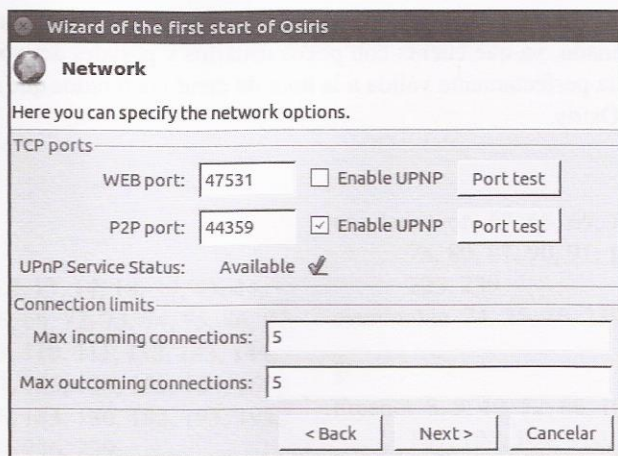 Wizard of the first start of Osiris
Network
Here you can specify the network options.
TCP ports
WEB port: 47531 Enable UPNP Port test
P2P port: 44359 Enable UPNP Port test
UPnP Service Status: Available
Connection limits
Max incoming connections: 5
Max outcoming connections: 5
< Back Next > Cancelar